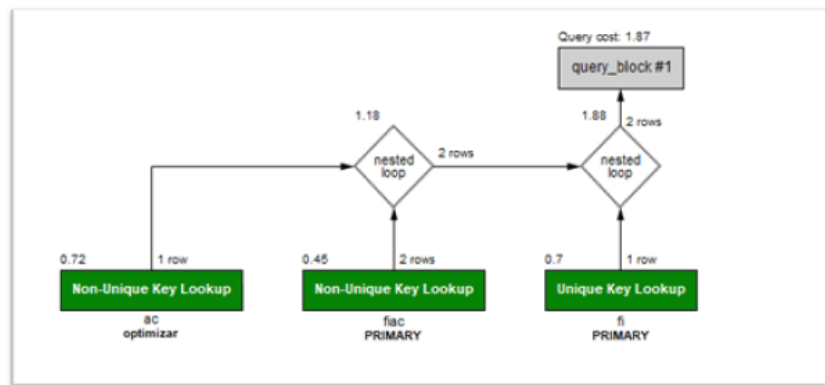 Query cost: 1.87
query_block #1
1.18
1.88
2 rows
nested
loop
2 rows
nested
loop
0.72
1 row
0.45
2 rows
0.7
1 row
Non-Unique Key Lookup
Non-Unique Key Lookup
Unique Key Lookup
ac
optimizar
fiac
PRIMARY
fi
PRIMARY